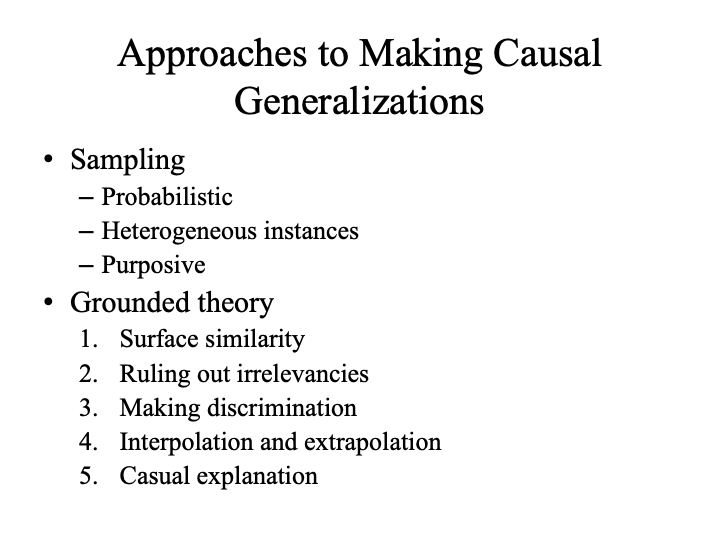 Approaches to Making Causal
Generalizations
• Sampling
– Probabilistic
– Heterogeneous instances
– Purposive
• Grounded theory
1. Surface similarity
2. Ruling out irrelevancies
3. Making discrimination
4. Interpolation and extrapolation
5. Casual explanation